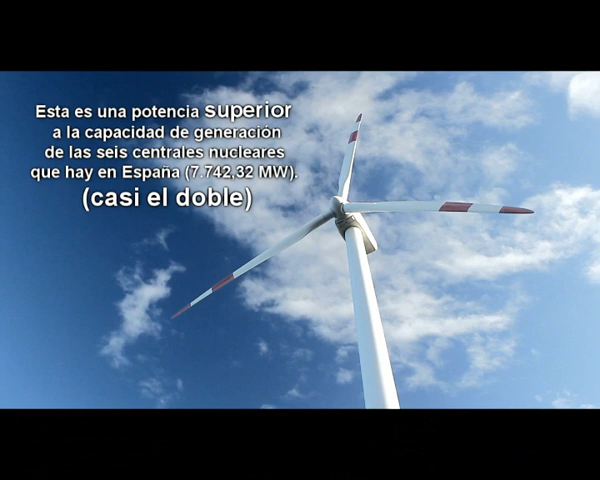 Esta es una potencia superior
a la capacidad de generación
de las seis centrales nucleares
que hay en España (7.742,32 MW).
(casi el doble)